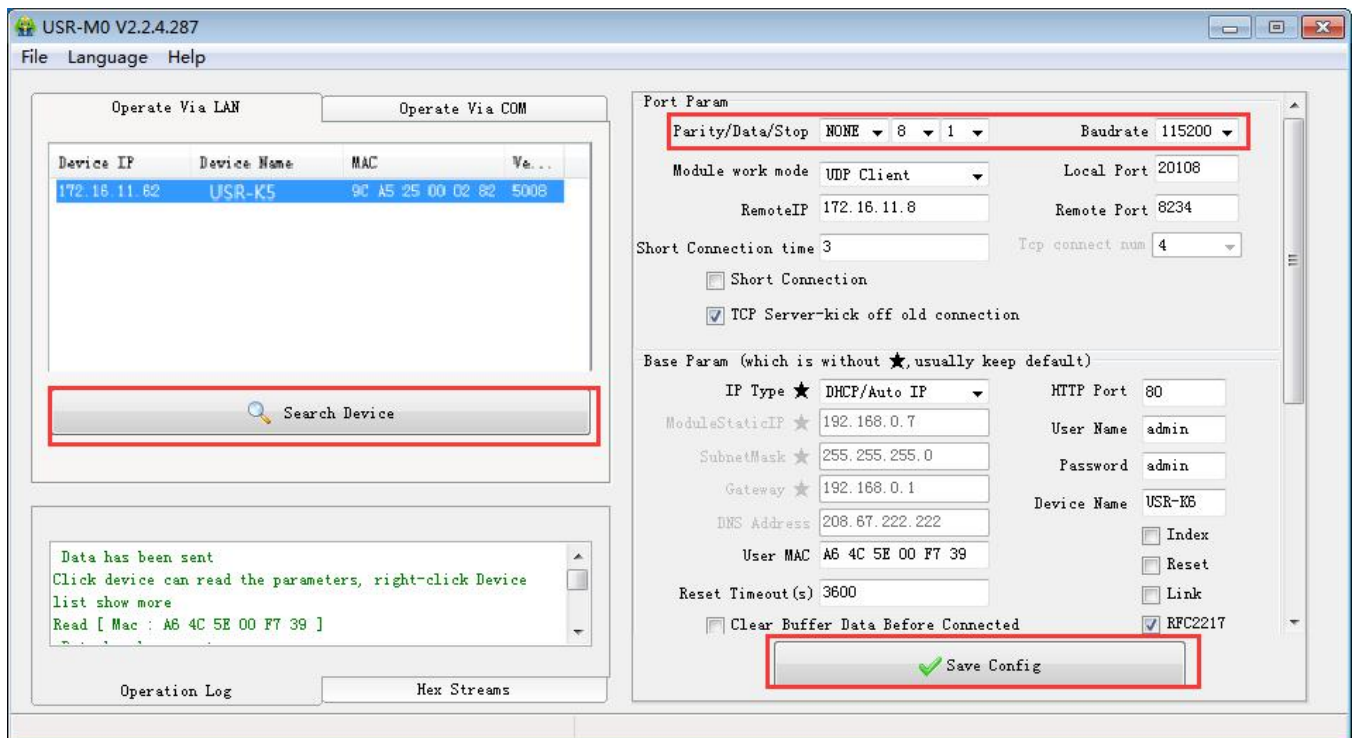 USR-M0 V2.2.4.287
File Language Help
Operate Via LAN Operate Via COM
Device IP Device Name MAC Ve...
172.16.11.62 USR-K5 9C A5 25 00 02 82 5008
Search Device
Data has been sent
Click device can read the parameters, right-click Device
list show more
Read [ Mac : A6 4C 5E 00 F7 39 ]
Operation Log Hex Streams
Port Param
Parity/Data/Stop NONE 8 1 Baudrate 115200
Module work mode UDP Client Local Port 20108
RemoteIP 172.16.11.8 Remote Port 8234
Short Connection time 3 Tcp connect num 4
Short Connection
TCP Server-kick off old connection
Base Param (which is without ★,usually keep default)
IP Type ★ DHCP/Auto IP HTTP Port 80
ModuleStaticIP ★ 192.168.0.7 User Name admin
SubnetMask ★ 255.255.255.0 Password admin
Gateway ★ 192.168.0.1 Device Name USR-K6
DNS Address 208.67.222.222 Index
User MAC A6 4C 5E 00 F7 39 Reset
Reset Timeout(s) 3600 Link
Clear Buffer Data Before Connected RFC2217
Save Config